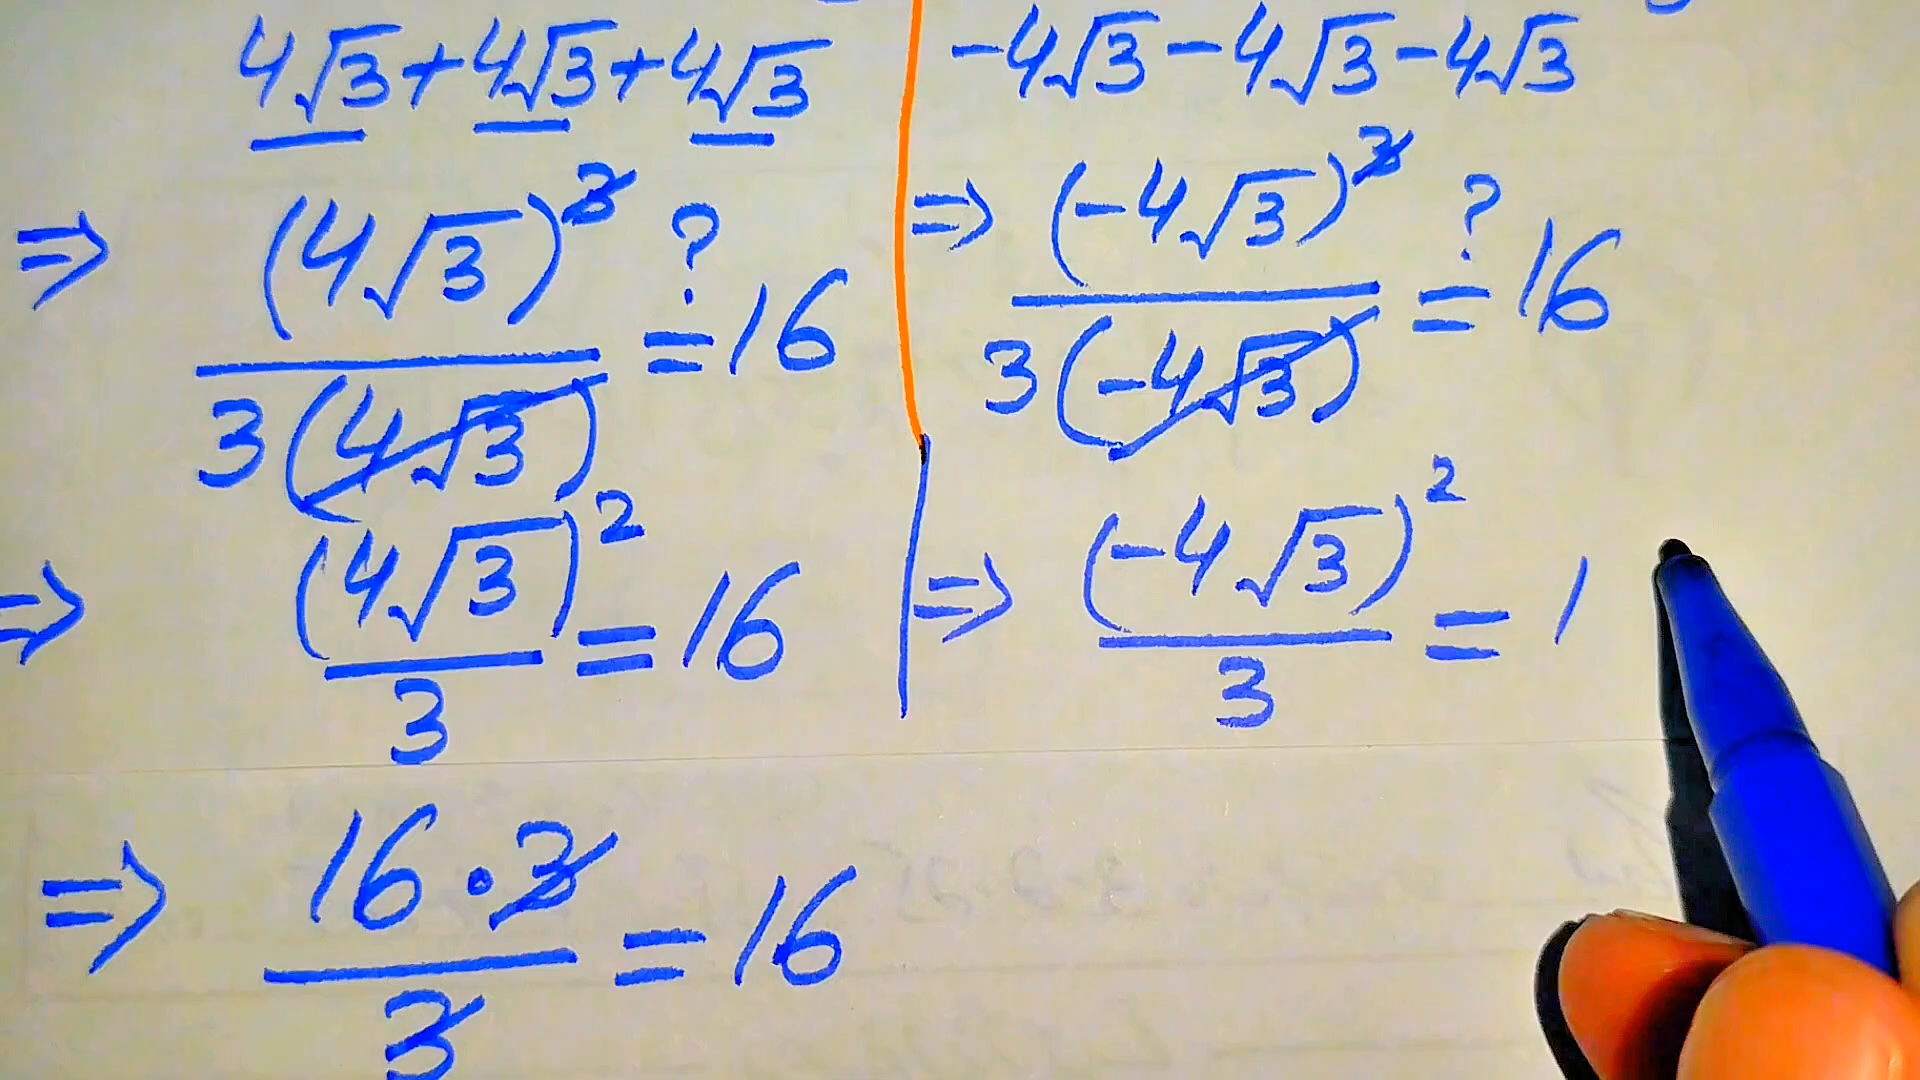 4√3+4√3+4√3
⇒ (4√3)³ / 3(4√3) ≟ 16
⇒ (4√3)² / 3 = 16
⇒ 16·3 / 3 = 16
-4√3-4√3-4√3
⇒ (-4√3)³ / 3(-4√3) ≟ 16
⇒ (-4√3)² / 3 = 1